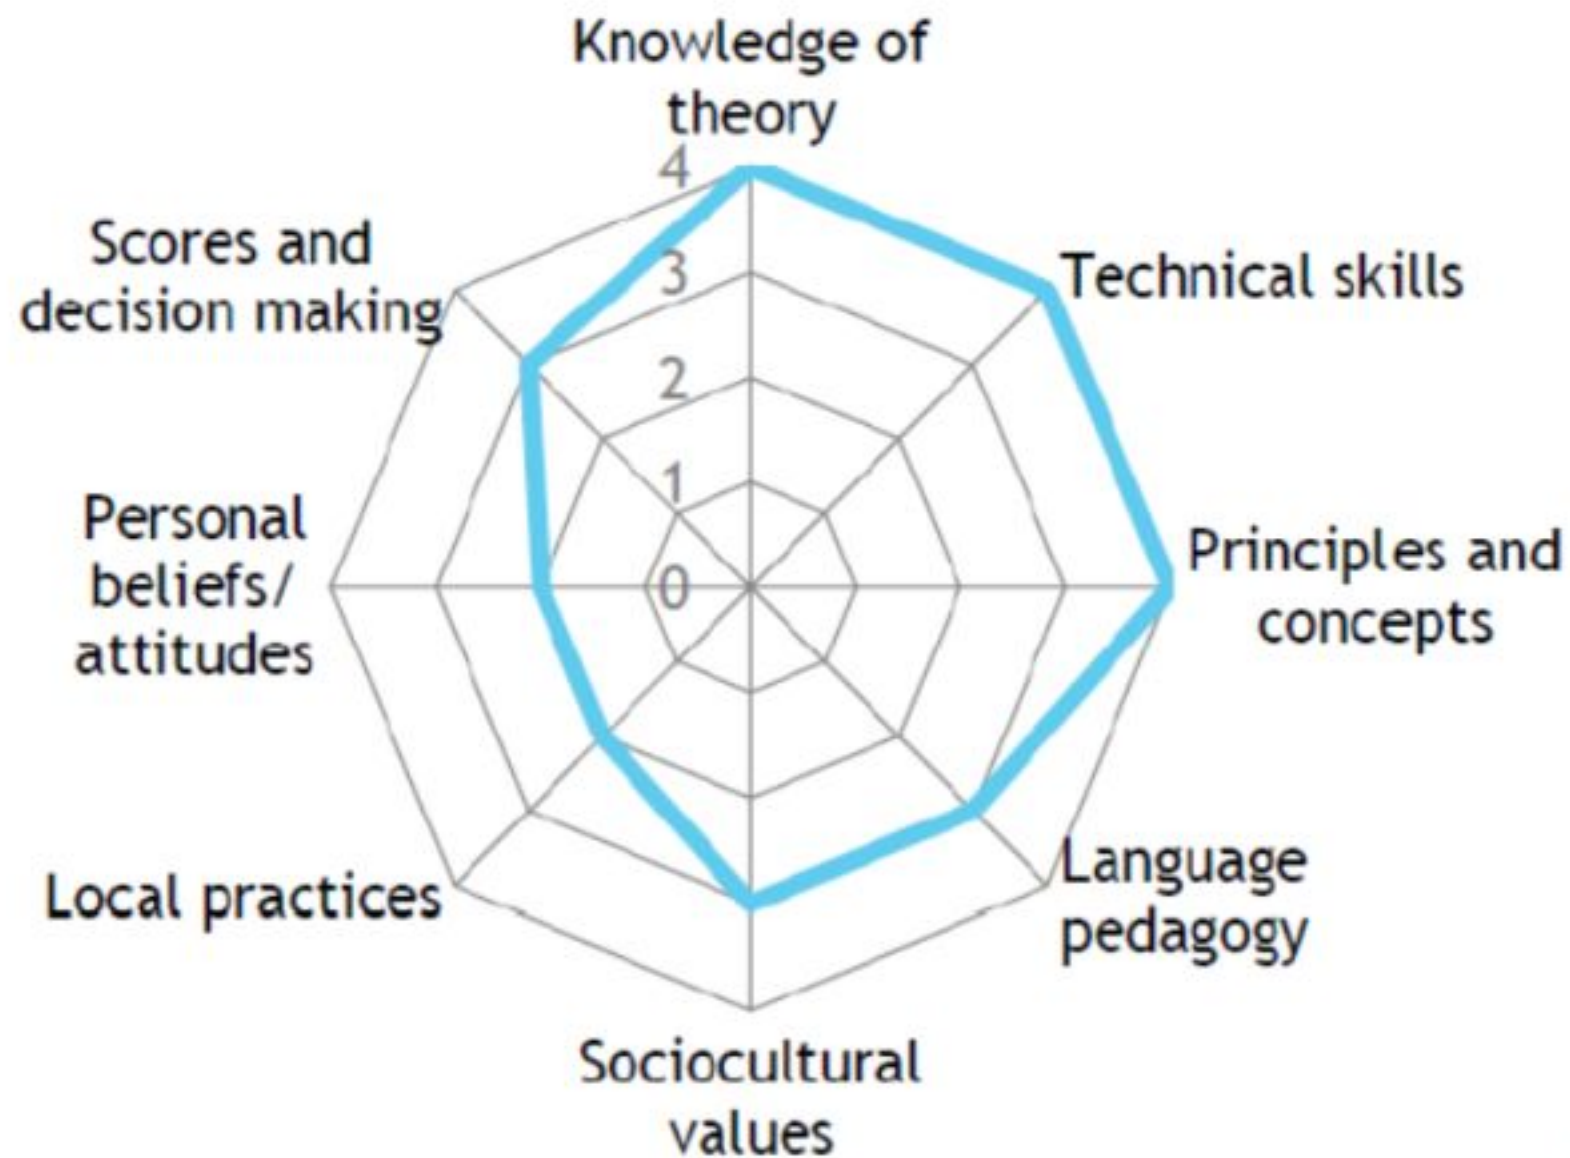 Knowledge of
theory
4
Scores and
decision making
3
Technical skills
2
1
Personal
beliefs/
attitudes
0
Principles and
concepts
Local practices
Language
pedagogy
Sociocultural
values